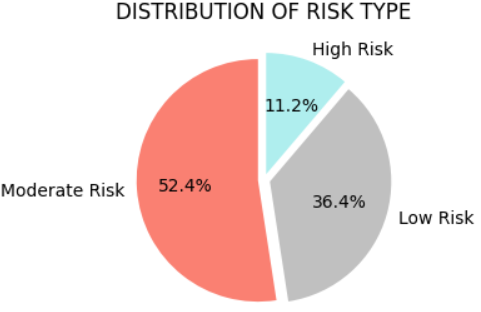 DISTRIBUTION OF RISK TYPE
High Risk
11.2%
Moderate Risk
52.4%
36.4%
Low Risk